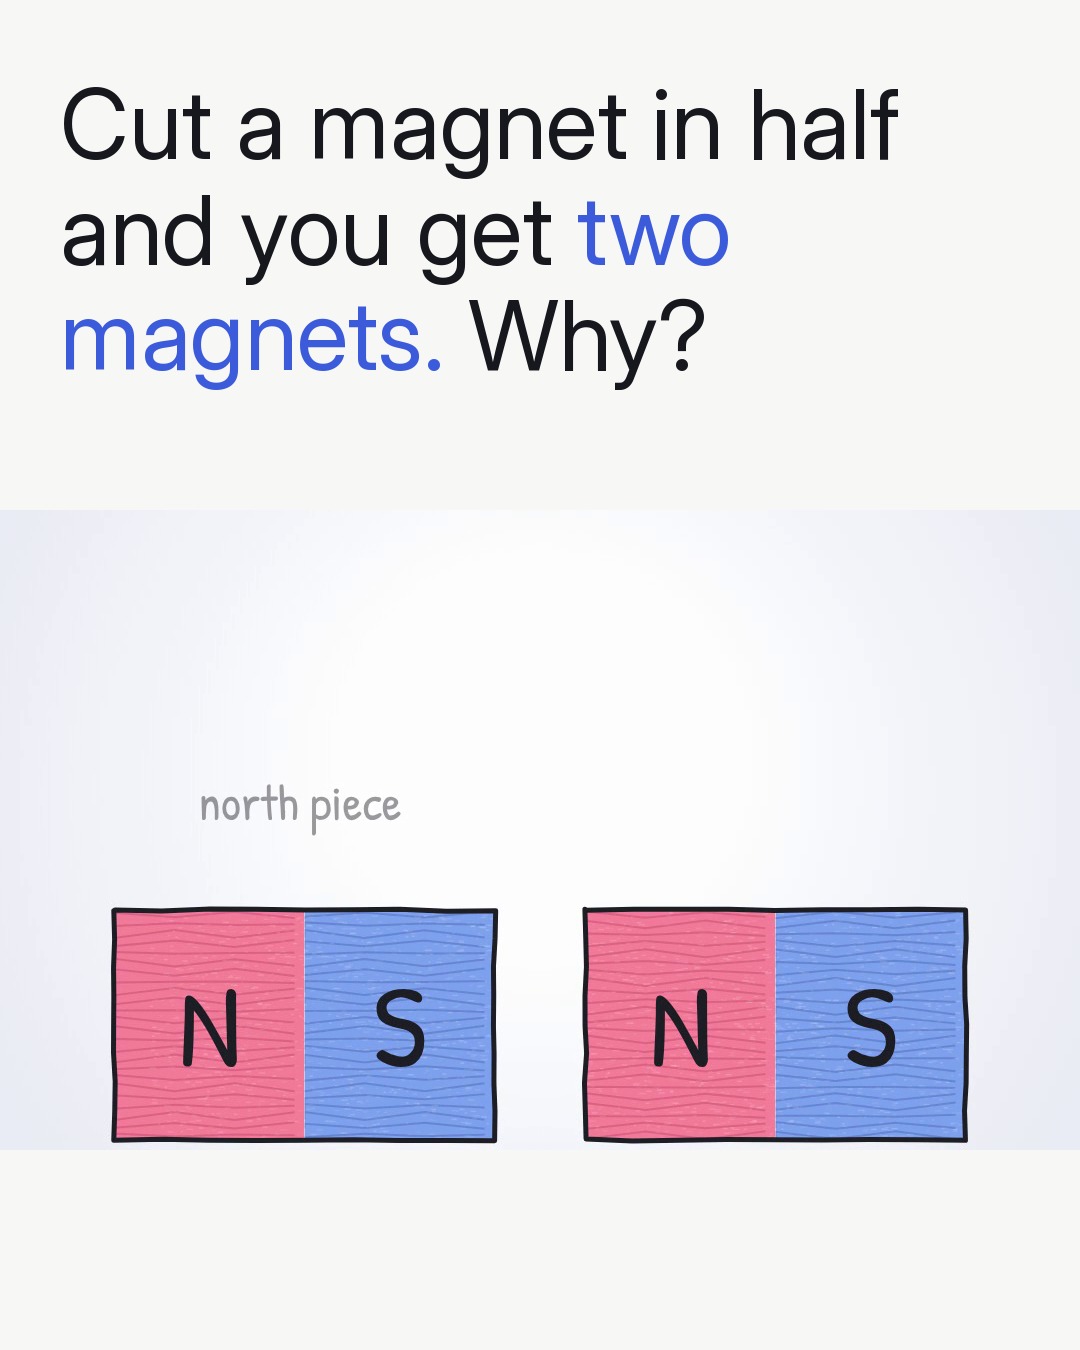 Cut a magnet in half
and you get two
magnets. Why?
north piece
N S N S